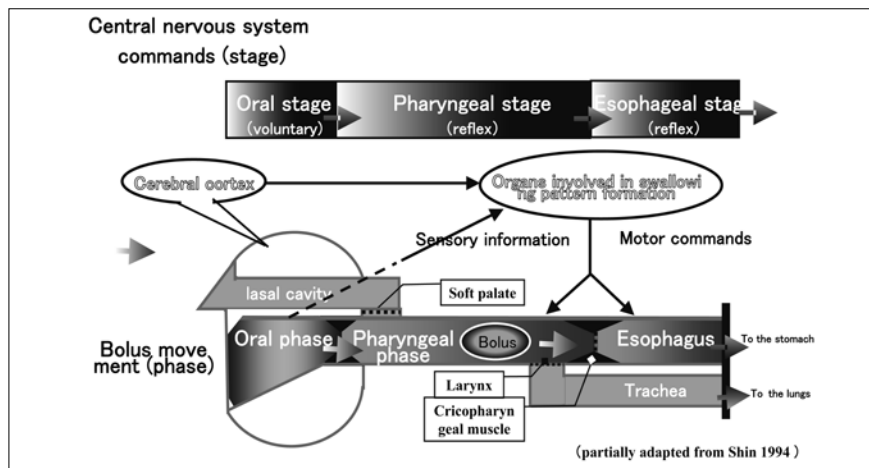 Central nervous system
commands (stage)
Oral stage
(voluntary)
Pharyngeal stage
(reflex)
Esophageal stag
(reflex)
Cerebral oortex
Organs involved in swallowi
ng pattern formation
Sensory information
Motor commands
lasal cavity
Soft palate
Bolus move
ment (phase)
Oral phase
Pharyngeal
phase
Bolus
Esophagus
To the stomach
Larynx
Cricopharyn
geal muscle
Trachea
To the lungs
(partially adapted from Shin 1994 )